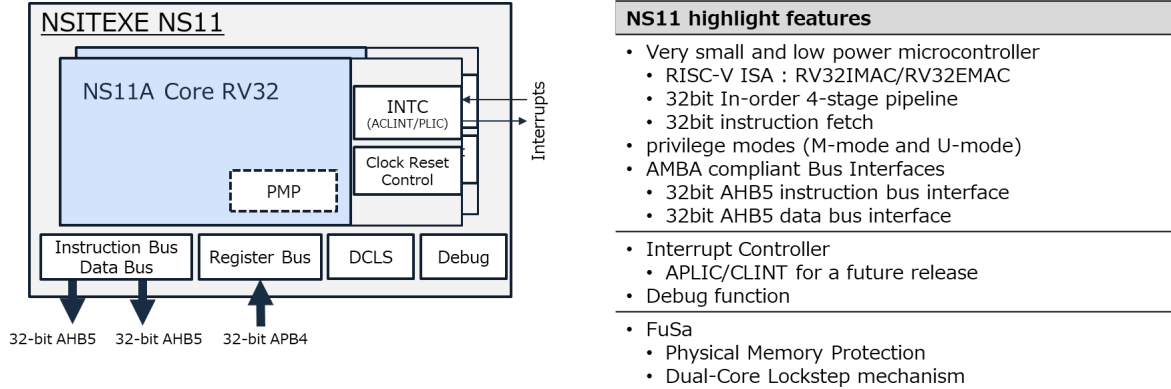 NSITEXE NS11
NS11A Core RV32
INTC
(ACLINT/PLIC)
Clock Reset
Control
PMP
Interrupts
Instruction Bus
Data Bus
Register Bus
DCLS
Debug
32-bit AHB5
32-bit AHB5
32-bit APB4
NS11 highlight features
• Very small and low power microcontroller
• RISC-V ISA : RV32IMAC/RV32EMAC
• 32bit In-order 4-stage pipeline
• 32bit instruction fetch
• privilege modes (M-mode and U-mode)
• AMBA compliant Bus Interfaces
• 32bit AHB5 instruction bus interface
• 32bit AHB5 data bus interface
• Interrupt Controller
• APLIC/CLINT for a future release
• Debug function
• FuSa
• Physical Memory Protection
• Dual-Core Lockstep mechanism